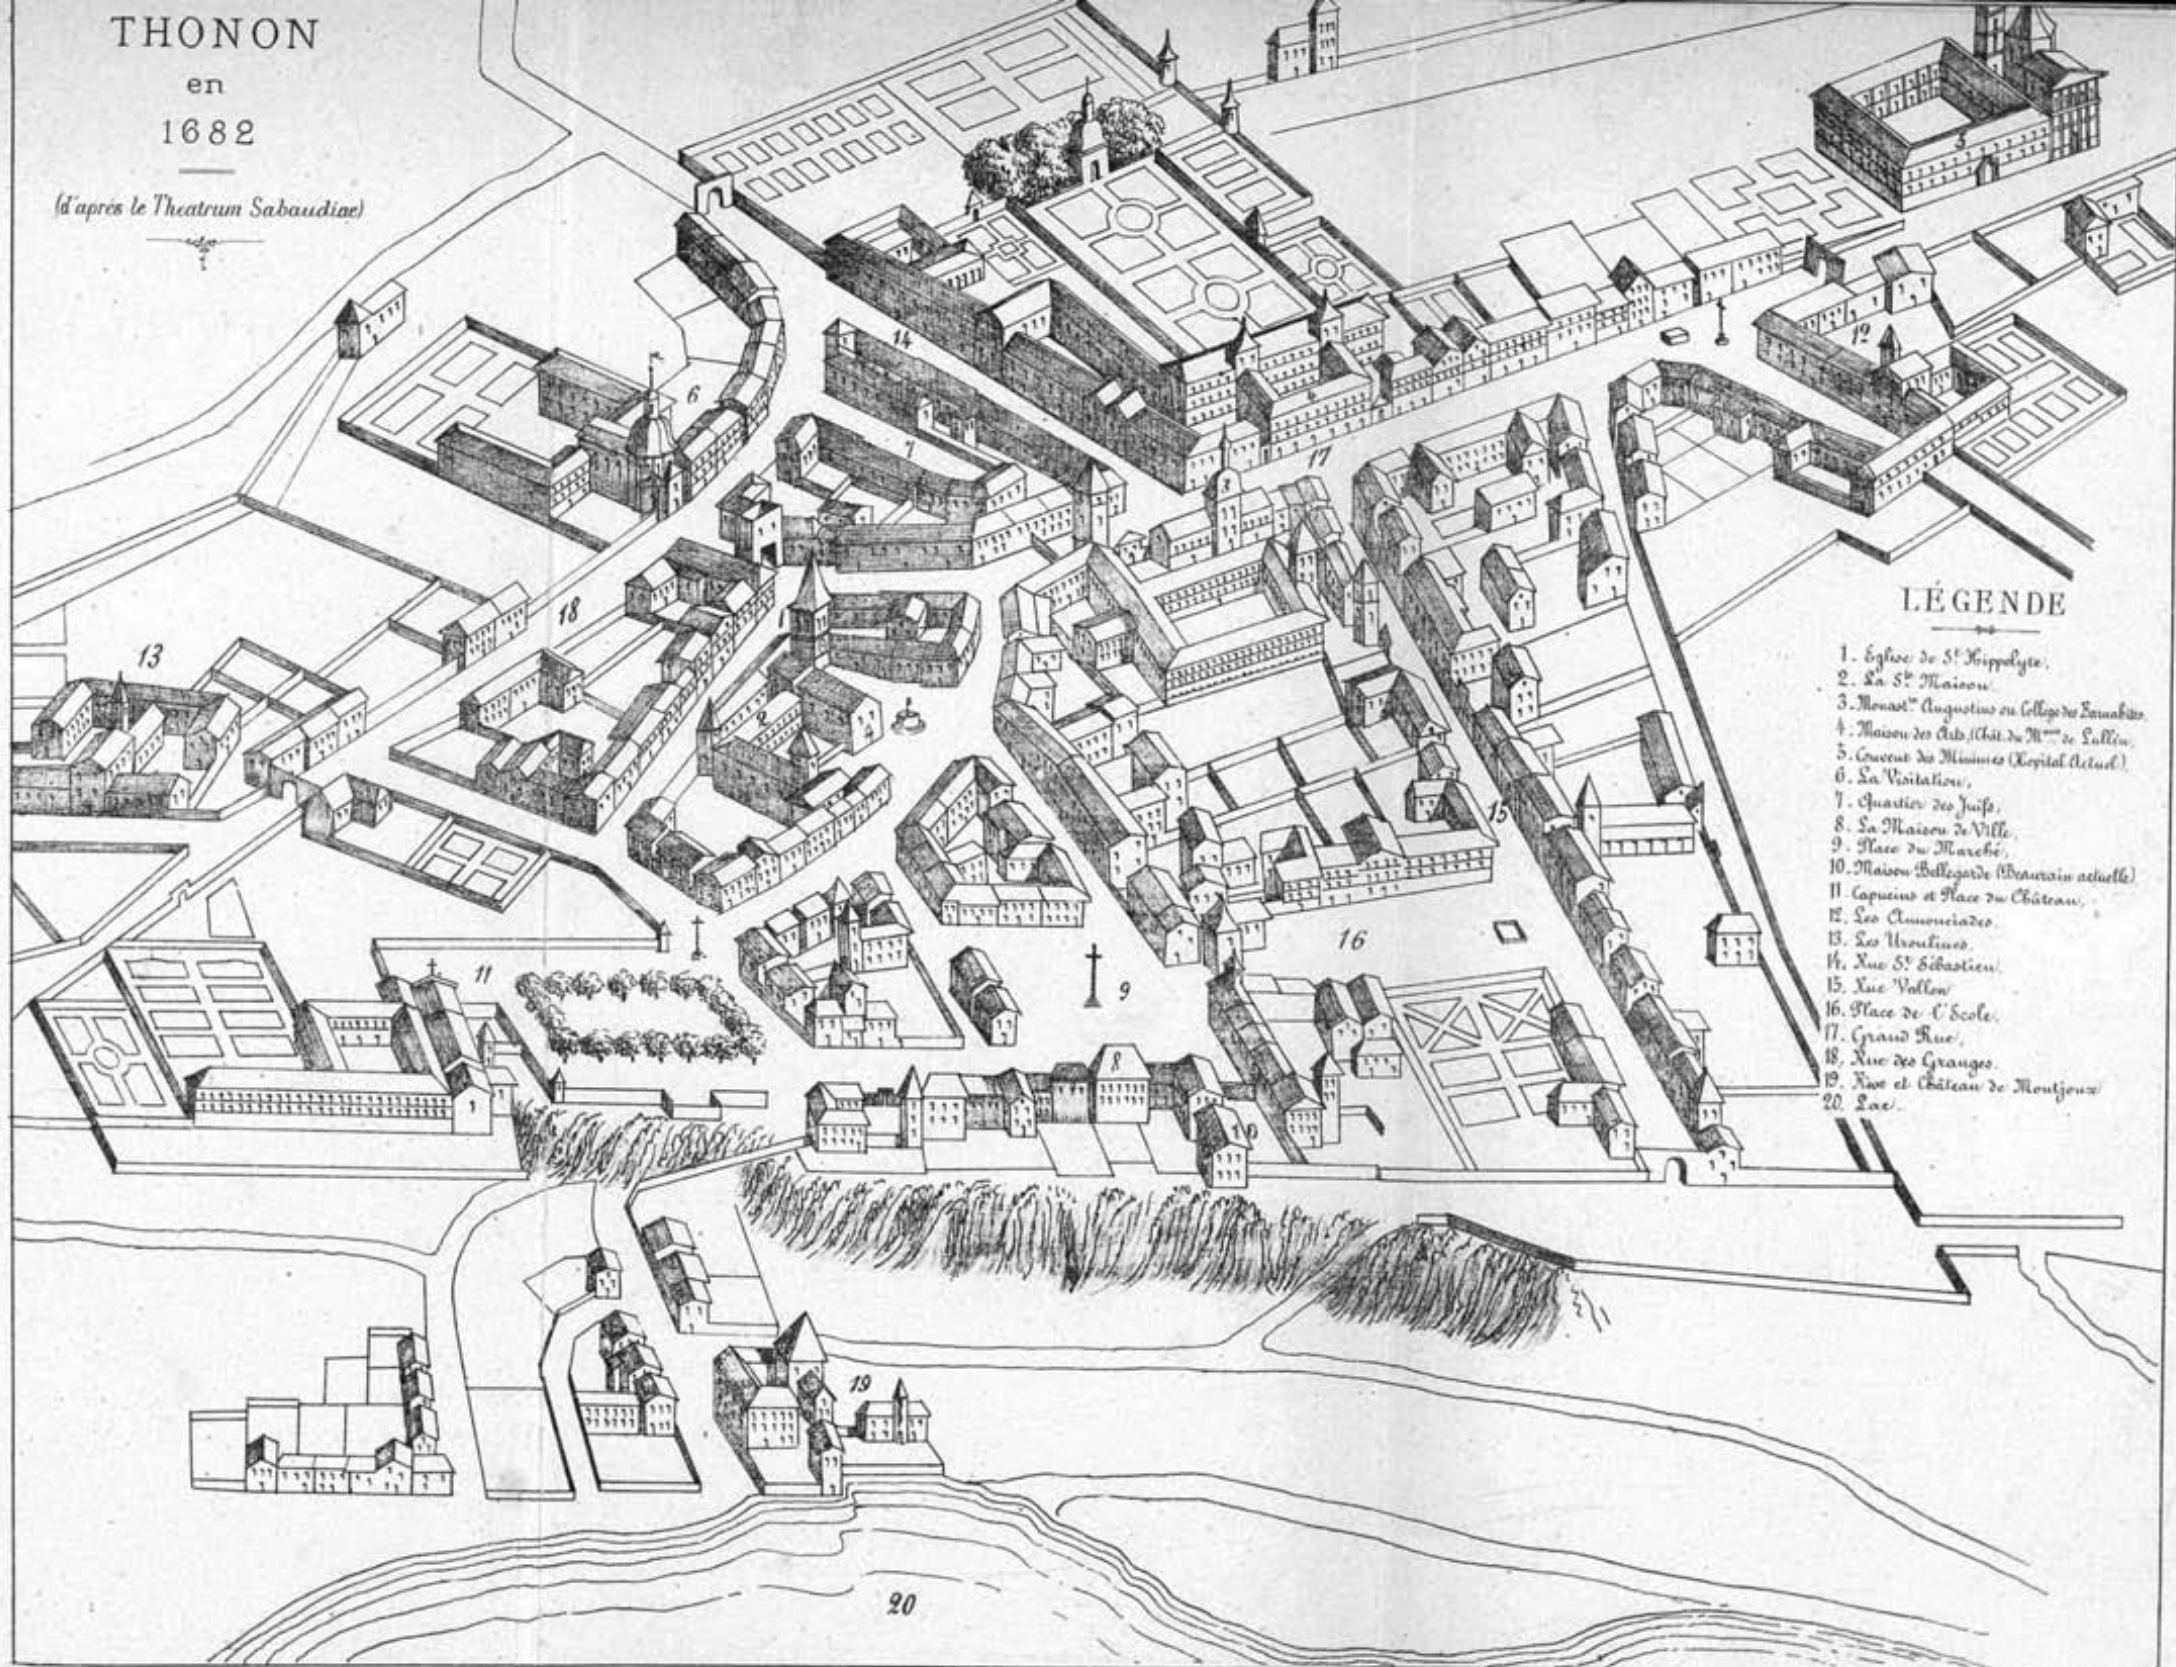 THONON
en
1682
(d'après le Theatrum Sabaudiae)
5
12
6
14
7
3
17
4
1
18
13
2
15
16
11
9
8
10
19
20
LÉGENDE
1. Eglise de St Hippolyte.
2. La Ste Maison
3. Monastre Augustins ou Collège des Barnabites.
4. Maison des Arts, (Chât. du Mquis de Lullin.
5. Couvent des Minimes (Hopital Actuel).
6. La Visitation.
7. Quartier des Juifs.
8. La Maison de Ville.
9. Place du Marché.
10. Maison Bellegarde (Beaurain actuelle)
11. Capucins et Place du Château.
12. Les Annonciades.
13. Les Ursulines.
14. Rue St Sébastien.
15. Rue Vallon
16. Place de l'École.
17. Grand Rue.
18. Rue des Granges.
19. Rive et Château de Montjoux
20. Lac.